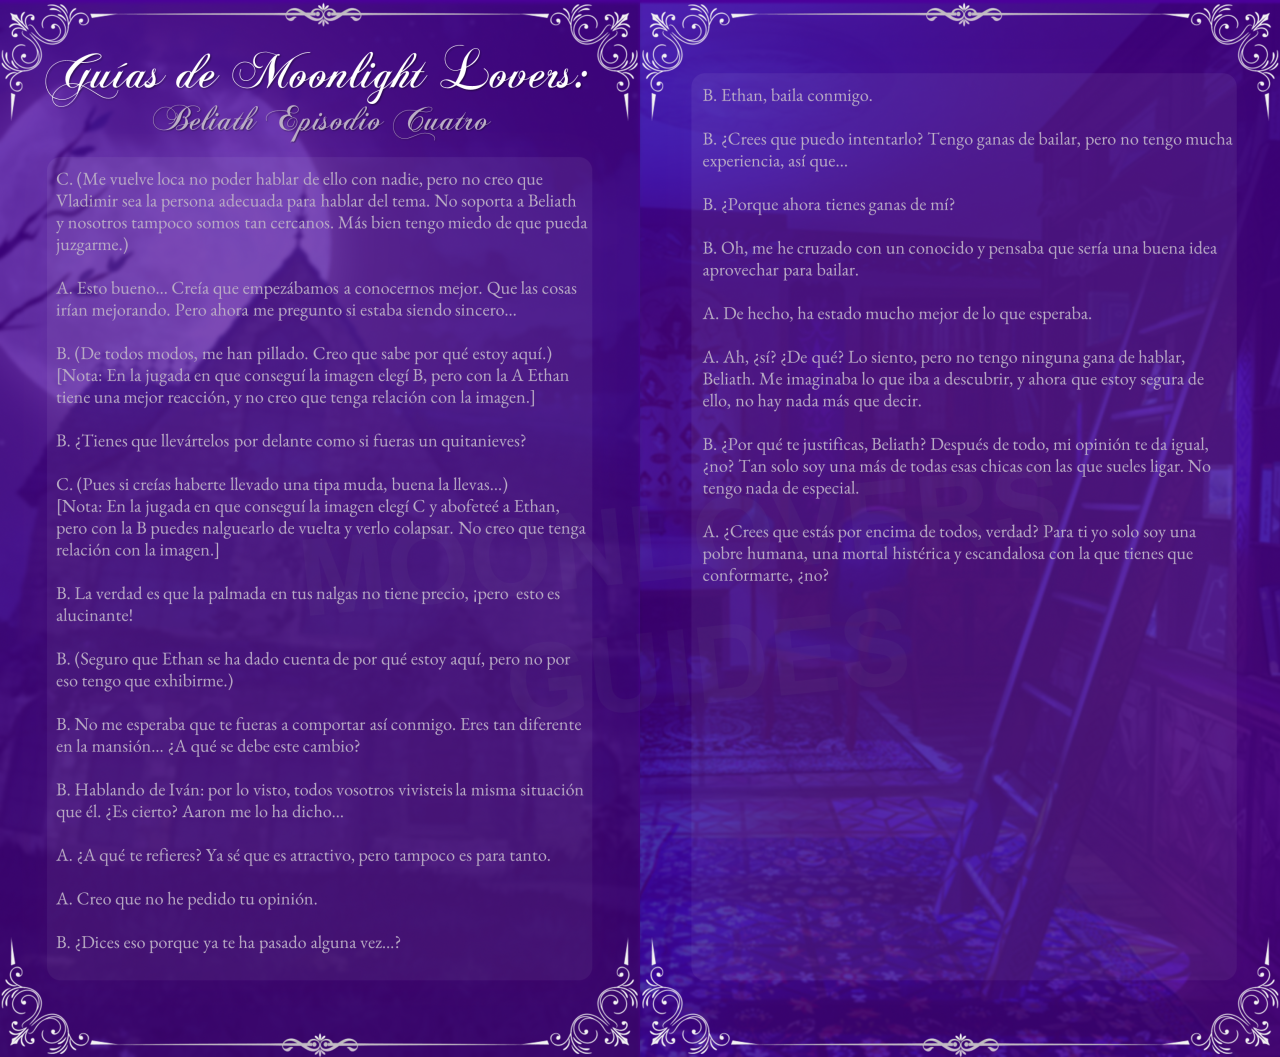 Guías de Moonlight Lovers:
Beliath Episodio Cuatro
C. (Me vuelve loca no poder hablar de ello con nadie, pero no creo que
Vladimir sea la persona adecuada para hablar del tema. No soporta a Beliath
y nosotros tampoco somos tan cercanos. Más bien tengo miedo de que pueda
juzgarme.)
A. Esto bueno... Creía que empezábamos a conocernos mejor. Que las cosas
irían mejorando. Pero ahora me pregunto si estaba siendo sincero...
B. (De todos modos, me han pillado. Creo que sabe por qué estoy aquí.)
[Nota: En la jugada en que conseguí la imagen elegí B, pero con la A Ethan
tiene una mejor reacción, y no creo que tenga relación con la imagen.]
B. ¿Tienes que llevártelos por delante como si fueras un quitanieves?
C. (Pues si creías haberte llevado una tipa muda, buena la llevas...)
[Nota: En la jugada en que conseguí la imagen elegí C y abofeteé a Ethan,
pero con la B puedes nalguearlo de vuelta y verlo colapsar. No creo que tenga
relación con la imagen.]
B. La verdad es que la palmada en tus nalgas no tiene precio, ¡pero esto es
alucinante!
B. (Seguro que Ethan se ha dado cuenta de por qué estoy aquí, pero no por
eso tengo que exhibirme.)
B. No me esperaba que te fueras a comportar así conmigo. Eres tan diferente
en la mansión... ¿A qué se debe este cambio?
B. Hablando de Iván: por lo visto, todos vosotros vivisteis la misma situación
que él. ¿Es cierto? Aaron me lo ha dicho...
A. ¿A qué te refieres? Ya sé que es atractivo, pero tampoco es para tanto.
A. Creo que no he pedido tu opinión.
B. ¿Dices eso porque ya te ha pasado alguna vez...?
B. Ethan, baila conmigo.
B. ¿Crees que puedo intentarlo? Tengo ganas de bailar, pero no tengo mucha
experiencia, así que...
B. ¿Porque ahora tienes ganas de mí?
B. Oh, me he cruzado con un conocido y pensaba que sería una buena idea
aprovechar para bailar.
A. De hecho, ha estado mucho mejor de lo que esperaba.
A. Ah, ¿sí? ¿De qué? Lo siento, pero no tengo ninguna gana de hablar,
Beliath. Me imaginaba lo que iba a descubrir, y ahora que estoy segura de
ello, no hay nada más que decir.
B. ¿Por qué te justificas, Beliath? Después de todo, mi opinión te da igual,
¿no? Tan solo soy una más de todas esas chicas con las que sueles ligar. No
tengo nada de especial.
A. ¿Crees que estás por encima de todos, verdad? Para ti yo solo soy una
pobre humana, una mortal histérica y escandalosa con la que tienes que
conformarte, ¿no?
MOONLOVERS
GUIDES